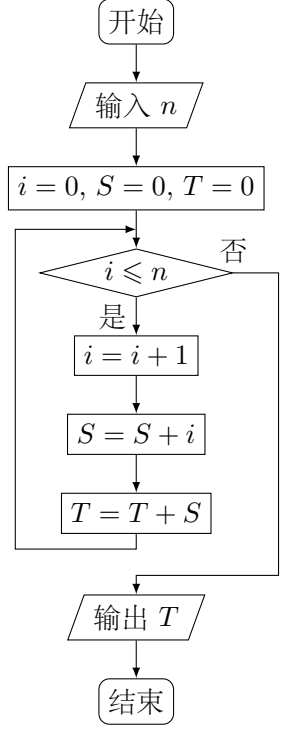 开始
输入 n
i = 0, S = 0, T = 0
i ⩽ n
否
是
i = i + 1
S = S + i
T = T + S
输出 T
结束